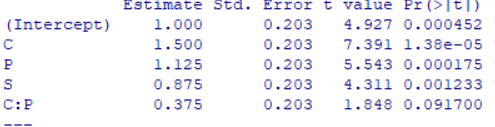 Estimate Std. Error t value Pr(>|t|)
(Intercept) 1.000 0.203 4.927 0.000452
C 1.500 0.203 7.391 1.38e-05
P 1.125 0.203 5.543 0.000175
S 0.875 0.203 4.311 0.001233
C:P 0.375 0.203 1.848 0.091700
---